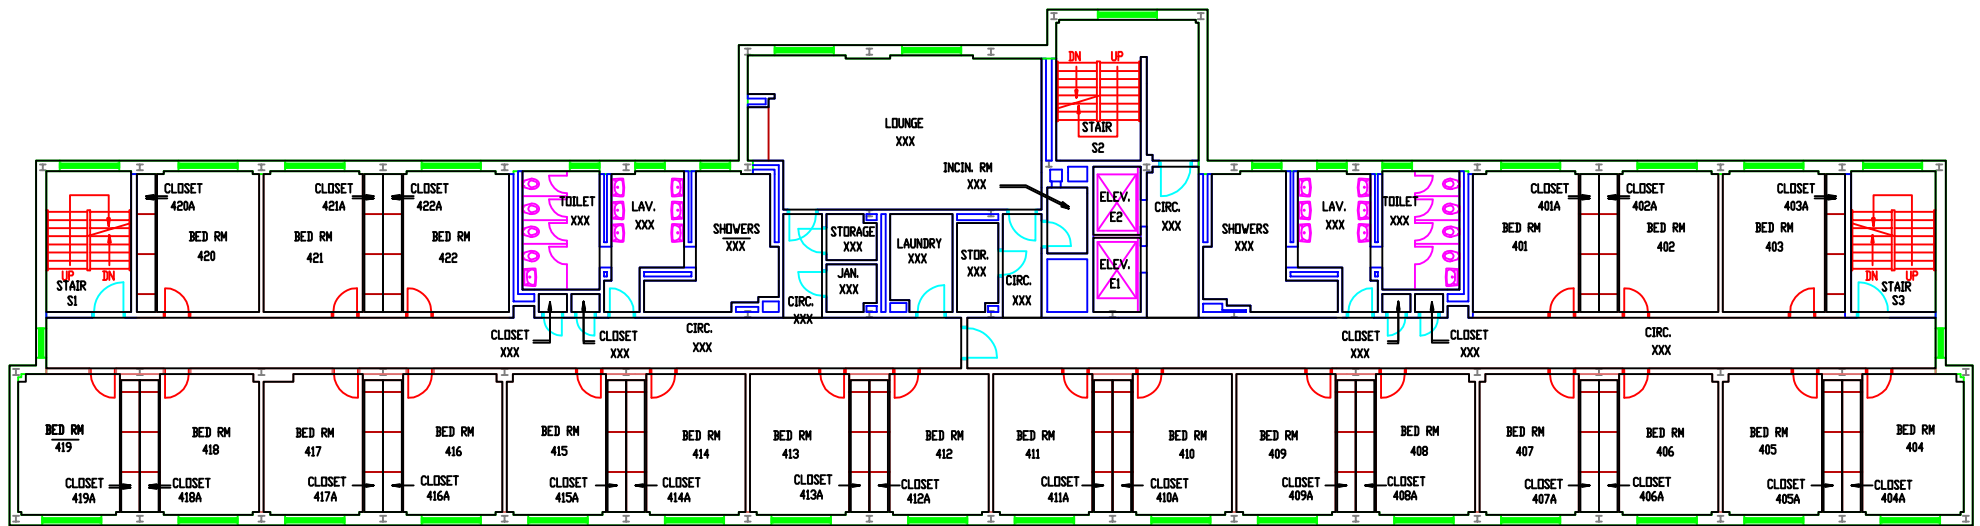 DN UP
STAIR
S2
LOUNGE
XXX
INCIN. RM
XXX
CLOSET
420A
CLOSET
421A
CLOSET
422A
BED RM
420
BED RM
421
BED RM
422
UP DN
STAIR
S1
TOILET
XXX
LAV.
XXX
SHOWERS
XXX
STORAGE
XXX
JAN.
XXX
LAUNDRY
XXX
STOR.
XXX
CIRC.
XXX
CIRC.
XXX
ELEV.
E2
ELEV.
E1
CIRC.
XXX
SHOWERS
XXX
LAV.
XXX
TOILET
XXX
CLOSET
401A
CLOSET
402A
CLOSET
403A
BED RM
401
BED RM
402
BED RM
403
DN UP
STAIR
S3
CLOSET
XXX
CLOSET
XXX
CIRC.
XXX
CLOSET
XXX
CLOSET
XXX
CIRC.
XXX
BED RM
419
BED RM
418
BED RM
417
BED RM
416
BED RM
415
BED RM
414
BED RM
413
BED RM
412
BED RM
411
BED RM
410
BED RM
409
BED RM
408
BED RM
407
BED RM
406
BED RM
405
BED RM
404
CLOSET
419A
CLOSET
418A
CLOSET
417A
CLOSET
416A
CLOSET
415A
CLOSET
414A
CLOSET
413A
CLOSET
412A
CLOSET
411A
CLOSET
410A
CLOSET
409A
CLOSET
408A
CLOSET
407A
CLOSET
406A
CLOSET
405A
CLOSET
404A